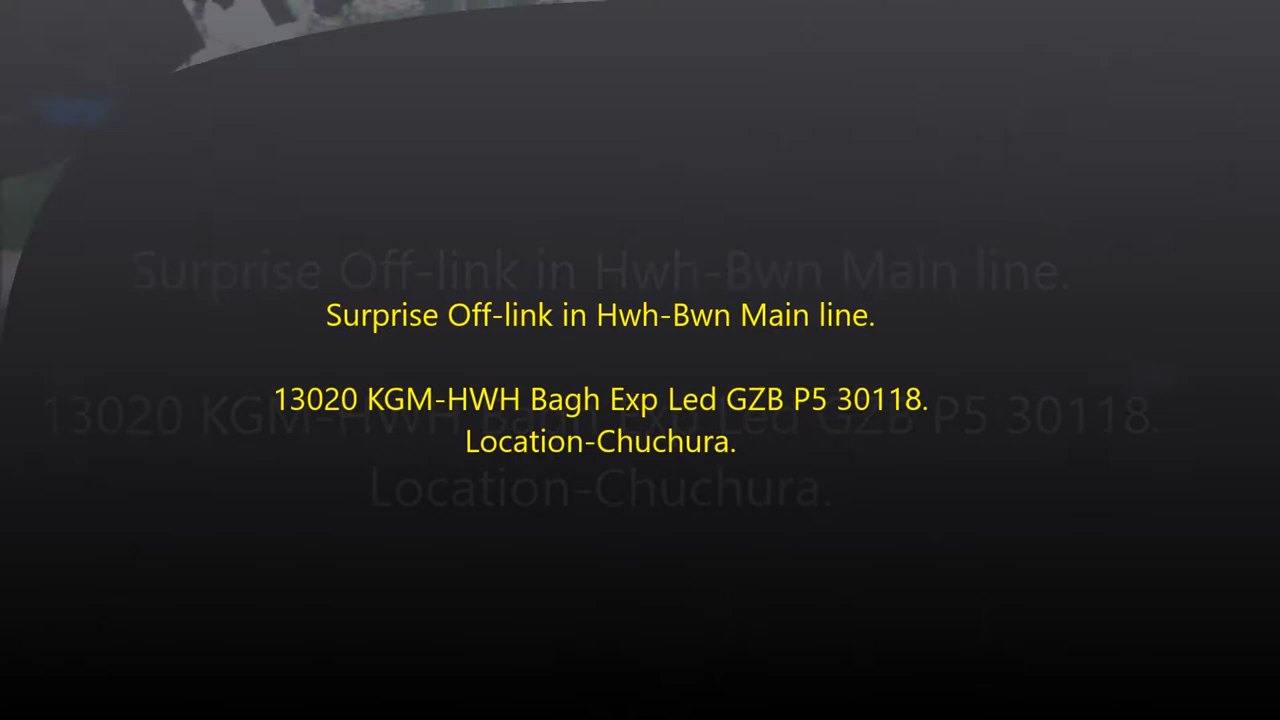 Surprise Off-link in Hwh-Bwn Main line.
13020 KGM-HWH Bagh Exp Led GZB P5 30118.
Location-Chuchura.